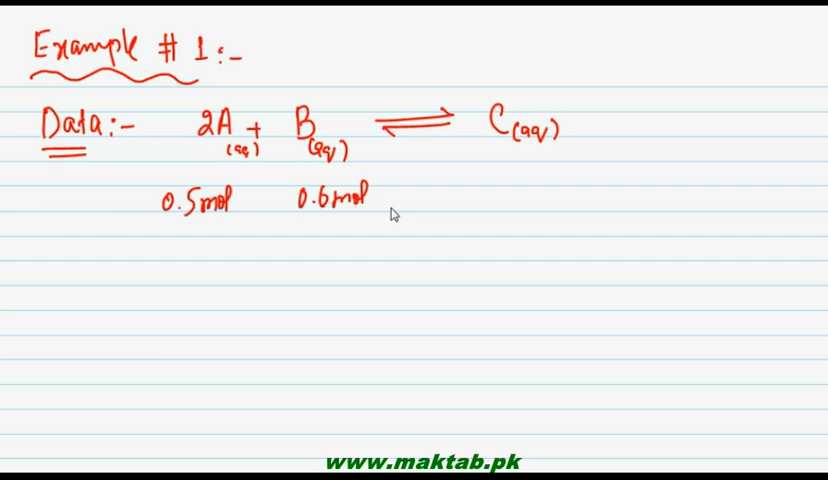 Example # 1:-
Data:- 2A(aq) + B(aq) ⇌ C(aq)
0.5mol 0.6mol
www.maktab.pk